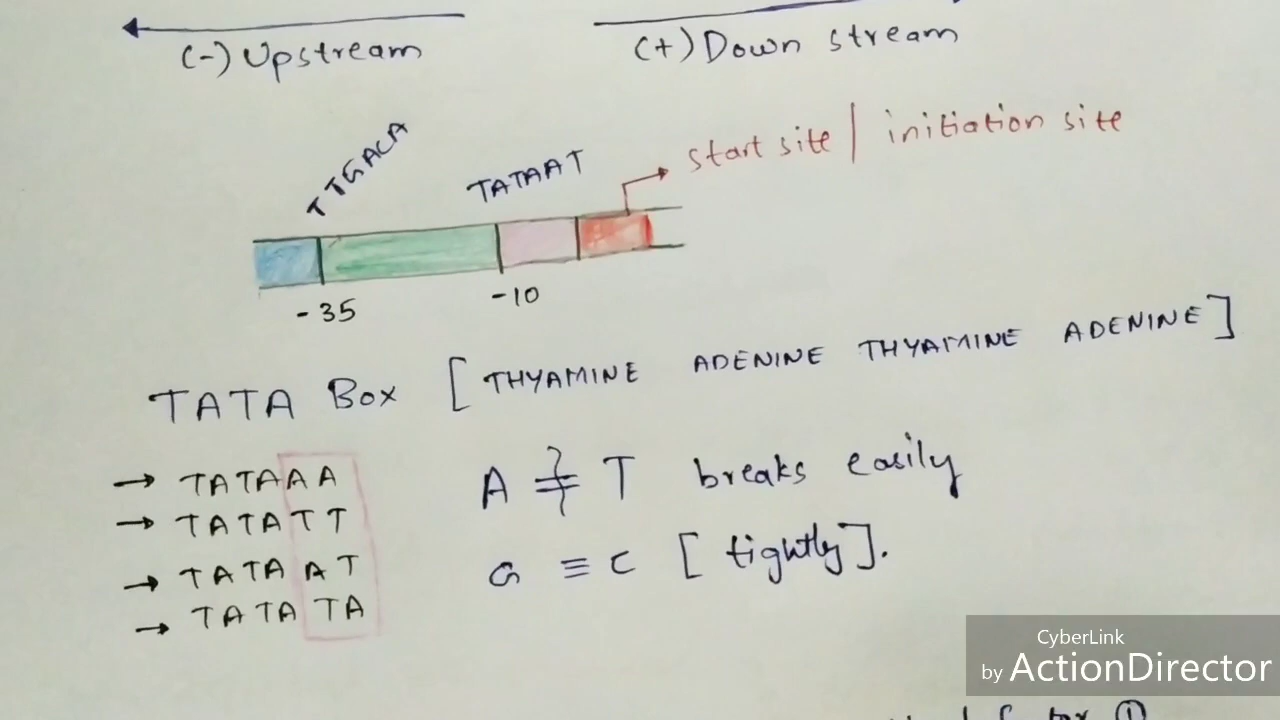 (-) Upstream (+) Down stream
TTGACA TATAAT start site | initiation site
-35 -10
TATA Box [THYAMINE ADENINE THYAMINE ADENINE]
→ TATAAA
→ TATATT
→ TATAAT
→ TATATA
A = T breaks easily
G ≡ C [tightly].
CyberLink
by ActionDirector